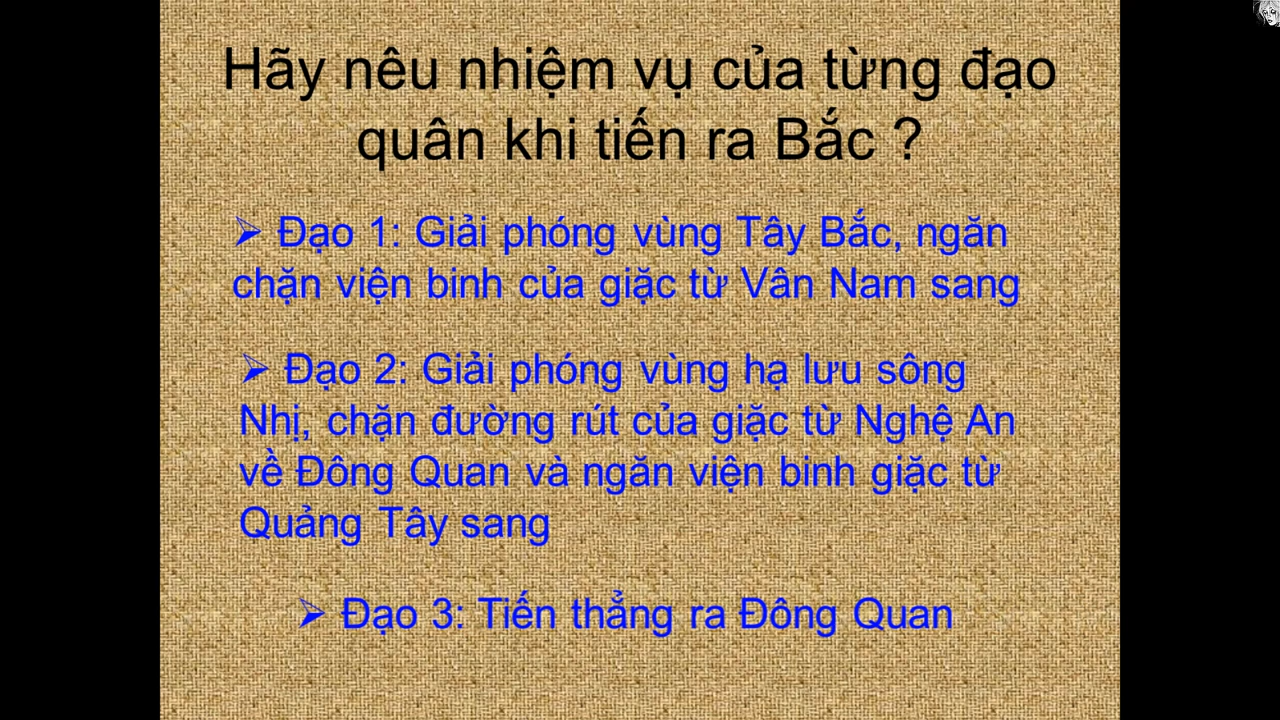 Hãy nêu nhiệm vụ của từng đạo
quân khi tiến ra Bắc ?
➢ Đạo 1: Giải phóng vùng Tây Bắc, ngăn
chặn viện binh của giặc từ Vân Nam sang
➢ Đạo 2: Giải phóng vùng hạ lưu sông
Nhị, chặn đường rút của giặc từ Nghệ An
về Đông Quan và ngăn viện binh giặc từ
Quảng Tây sang
➢ Đạo 3: Tiến thẳng ra Đông Quan